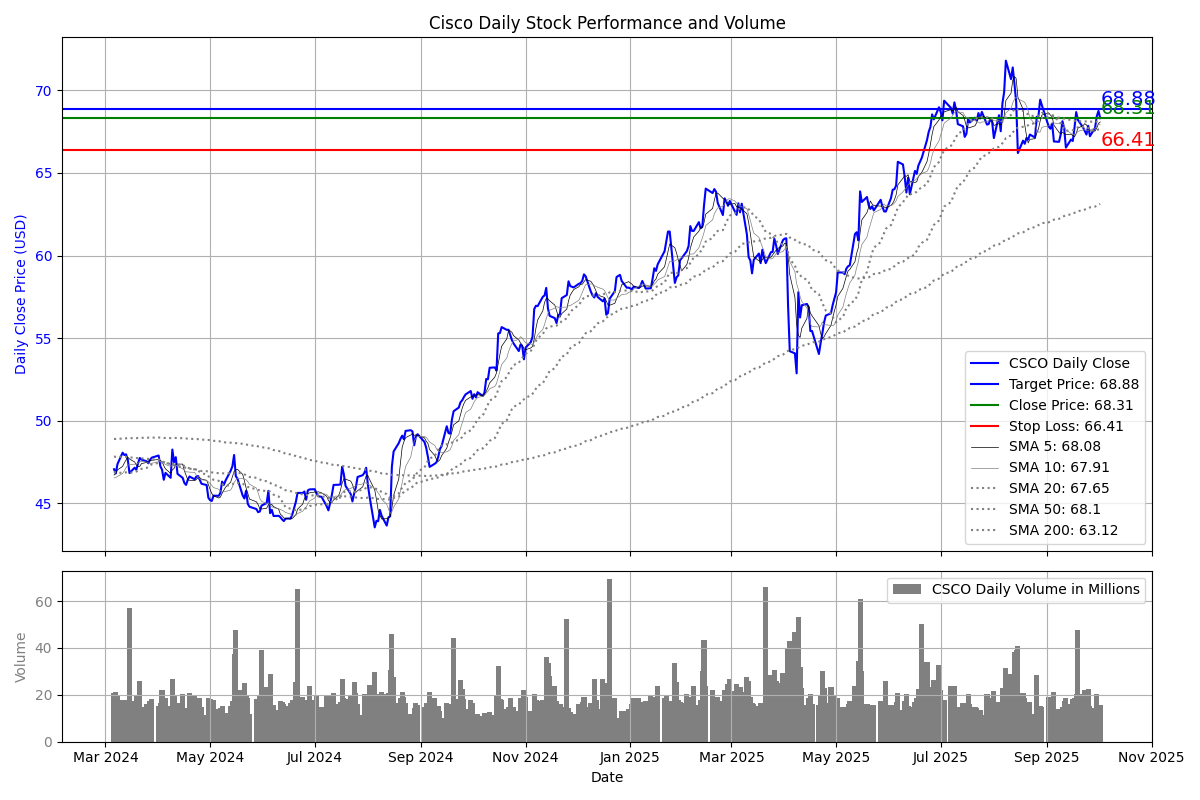 Cisco Daily Stock Performance and Volume
Daily Close Price (USD)
70
65
60
55
50
45
68.88
68.31
66.41
CSCO Daily Close
Target Price: 68.88
Close Price: 68.31
Stop Loss: 66.41
SMA 5: 68.08
SMA 10: 67.91
SMA 20: 67.65
SMA 50: 68.1
SMA 200: 63.12
Volume
60
40
20
0
CSCO Daily Volume in Millions
Mar 2024 May 2024 Jul 2024 Sep 2024 Nov 2024 Jan 2025 Mar 2025 May 2025 Jul 2025 Sep 2025 Nov 2025
Date